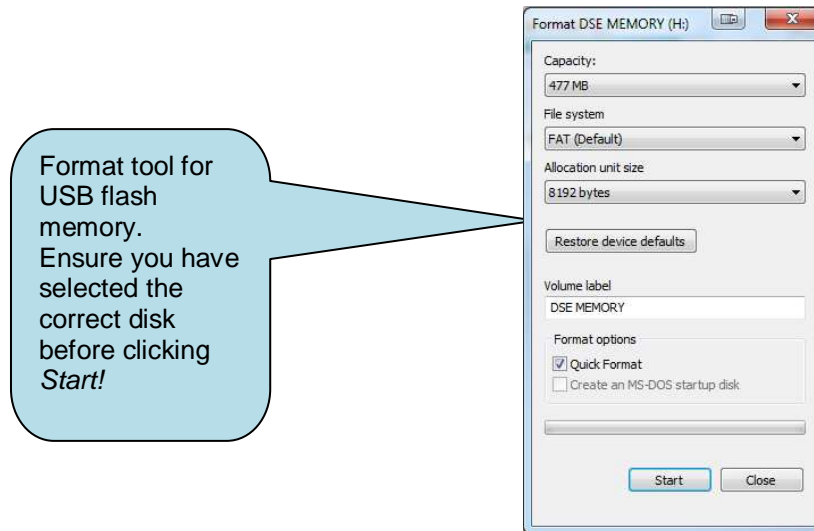 Format tool for
USB flash
memory.
Ensure you have
selected the
correct disk
before clicking
Start!
Format DSE MEMORY (H:)
Capacity:
477 MB
File system
FAT (Default)
Allocation unit size
8192 bytes
Restore device defaults
Volume label
DSE MEMORY
Format options
Quick Format
Create an MS-DOS startup disk
Start Close